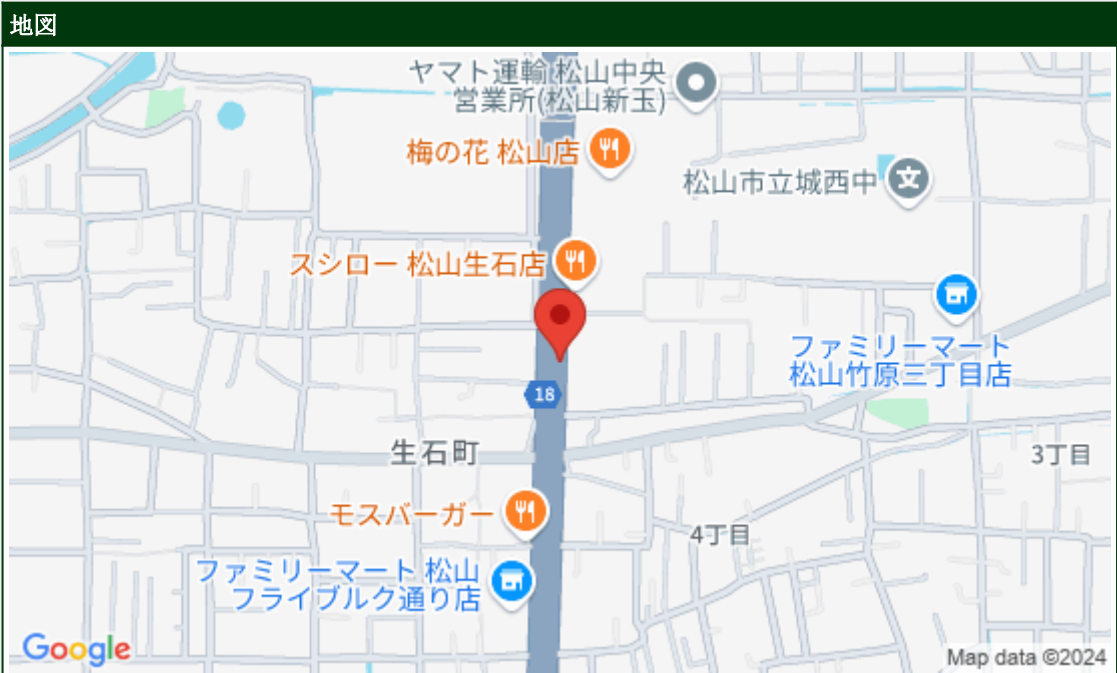 地図
ヤマト運輸 松山中央
営業所(松山新玉)
梅の花 松山店
松山市立城西中
文
スシロー 松山生石店
ファミリーマート
松山竹原三丁目店
18
生石町
3丁目
モスバーガー
4丁目
ファミリーマート 松山
フライブルク通り店
Google
Map data ©2024